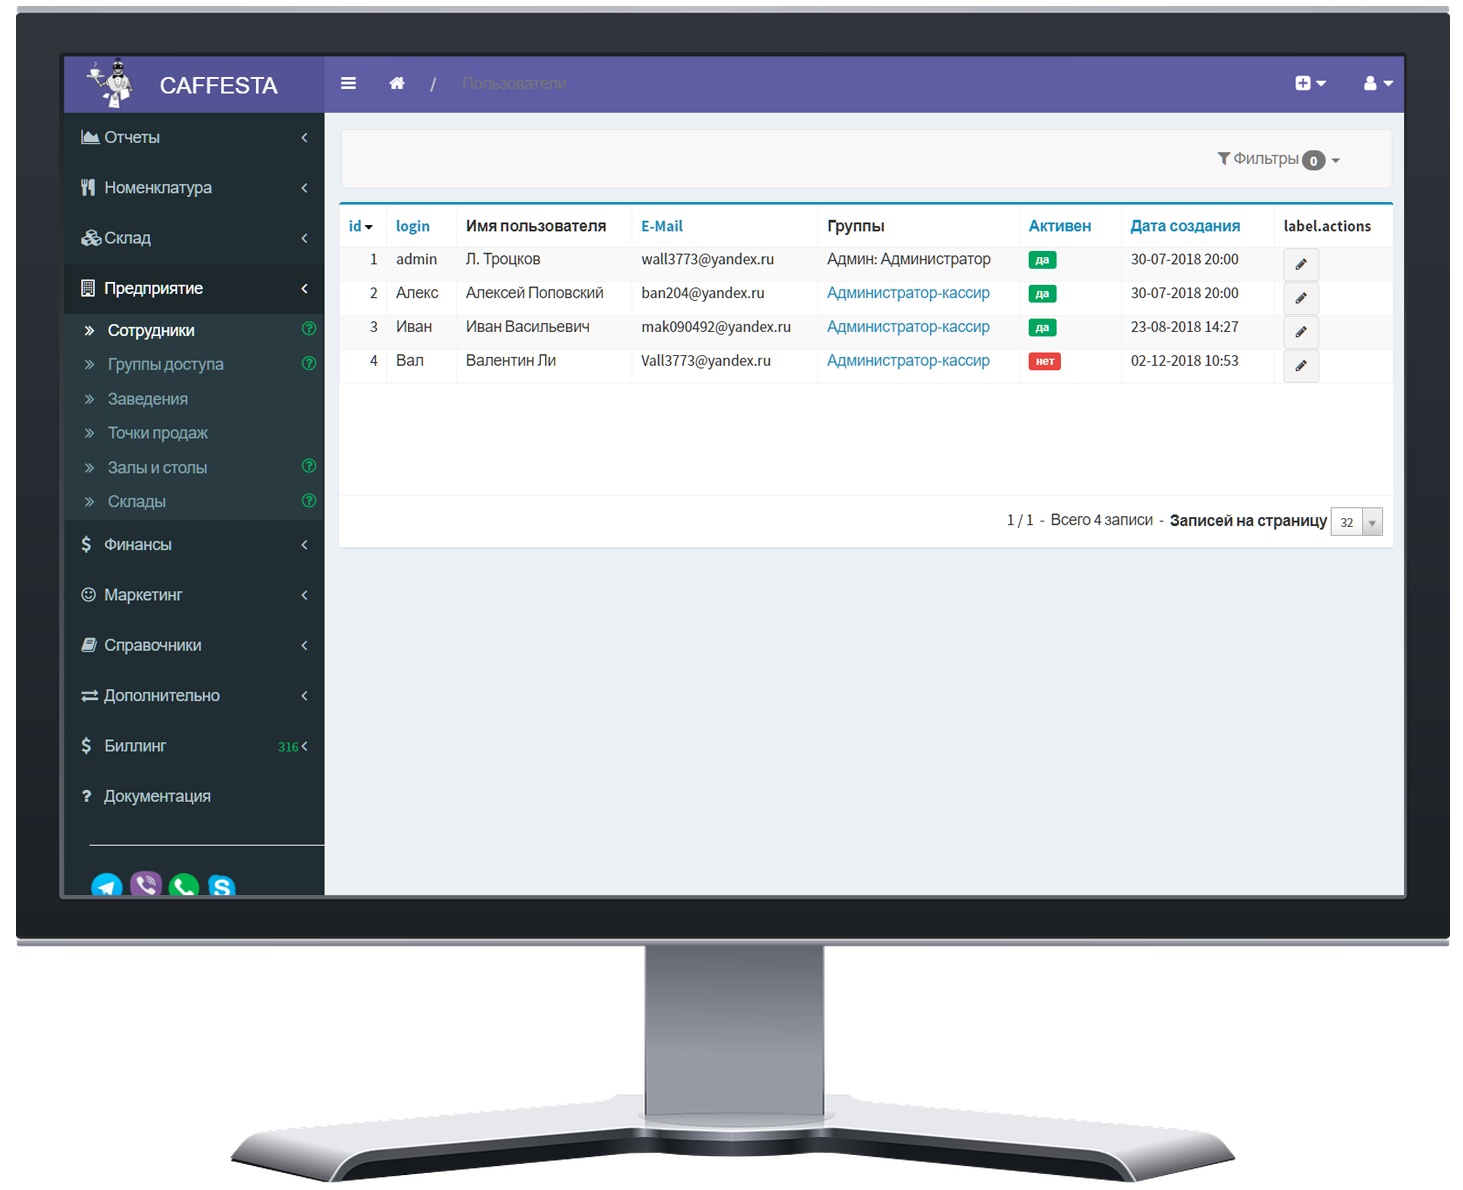 CAFFESTA
/ Пользователи
Отчеты
Номенклатура
Склад
Предприятие
Сотрудники
Группы доступа
Заведения
Точки продаж
Залы и столы
Склады
Финансы
Маркетинг
Справочники
Дополнительно
Биллинг 316
Документация
Фильтры 0
id login Имя пользователя E-Mail Группы Активен Дата создания label.actions
1 admin Л. Троцков wall3773@yandex.ru Админ: Администратор да 30-07-2018 20:00
2 Алекс Алексей Поповский ban204@yandex.ru Администратор-кассир да 30-07-2018 20:00
3 Иван Иван Васильевич mak090492@yandex.ru Администратор-кассир да 23-08-2018 14:27
4 Вал Валентин Ли Vall3773@yandex.ru Администратор-кассир нет 02-12-2018 10:53
1 / 1 - Всего 4 записи - Записей на страницу 32